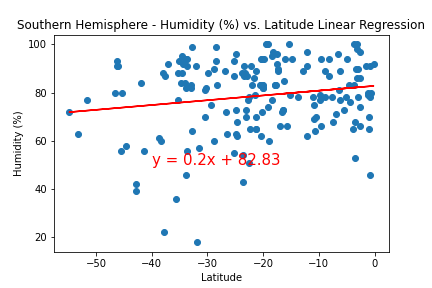 Southern Hemisphere - Humidity (%) vs. Latitude Linear Regression
100
80
60
40
20
Humidity (%)
y = 0.2x + 82.83
−50
−40
−30
−20
−10
0
Latitude